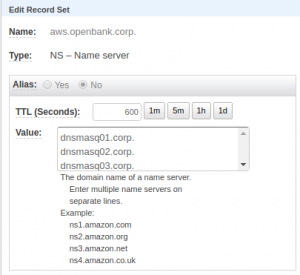 Edit Record Set
Name: aws.openbank.corp.
Type: NS – Name server
Alias: Yes No
TTL (Seconds): 600 1m 5m 1h 1d
Value: dnsmasq01.corp.
dnsmasq02.corp.
dnsmasq03.corp.
The domain name of a name server.
Enter multiple name servers on
separate lines.
Example:
ns1.amazon.com
ns2.amazon.org
ns3.amazon.net
ns4.amazon.co.uk